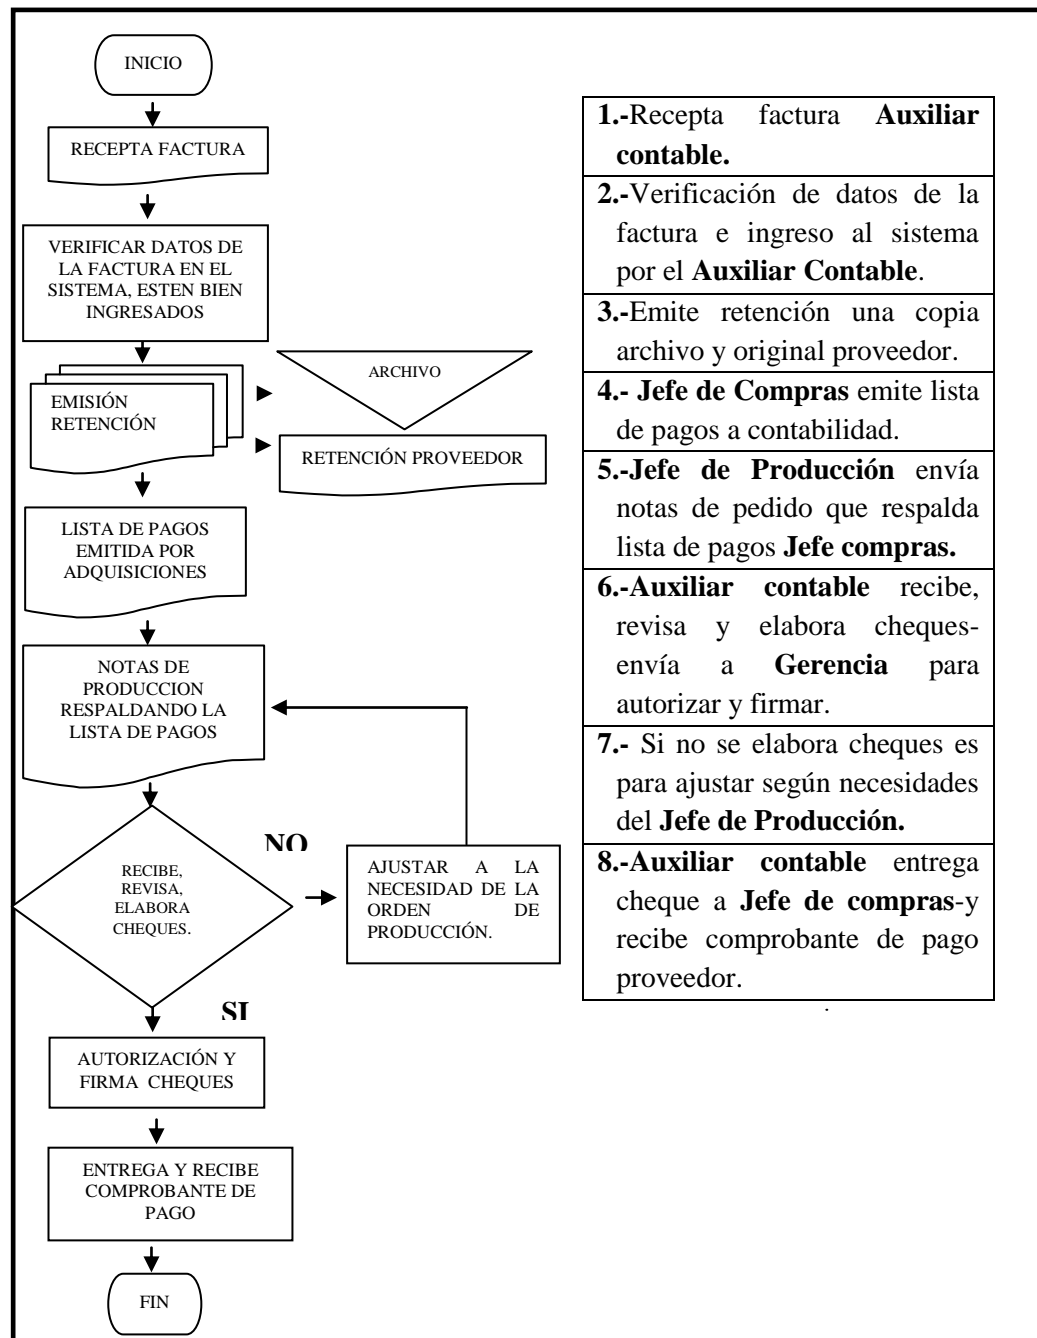 INICIO
RECEPTA FACTURA
VERIFICAR DATOS DE
LA FACTURA EN EL
SISTEMA, ESTEN BIEN
INGRESADOS
EMISIÓN
RETENCIÓN
ARCHIVO
RETENCIÓN PROVEEDOR
LISTA DE PAGOS
EMITIDA POR
ADQUISICIONES
NOTAS DE
PRODUCCION
RESPALDANDO LA
LISTA DE PAGOS
RECIBE,
REVISA,
ELABORA
CHEQUES.
NO
AJUSTAR A LA
NECESIDAD DE LA
ORDEN DE
PRODUCCIÓN.
SI
AUTORIZACIÓN Y
FIRMA CHEQUES
ENTREGA Y RECIBE
COMPROBANTE DE
PAGO
FIN
1.-Recepta factura Auxiliar
contable.
2.-Verificación de datos de la
factura e ingreso al sistema
por el Auxiliar Contable.
3.-Emite retención una copia
archivo y original proveedor.
4.- Jefe de Compras emite lista
de pagos a contabilidad.
5.-Jefe de Producción envía
notas de pedido que respalda
lista de pagos Jefe compras.
6.-Auxiliar contable recibe,
revisa y elabora cheques-
envía a Gerencia para
autorizar y firmar.
7.- Si no se elabora cheques es
para ajustar según necesidades
del Jefe de Producción.
8.-Auxiliar contable entrega
cheque a Jefe de compras-y
recibe comprobante de pago
proveedor.